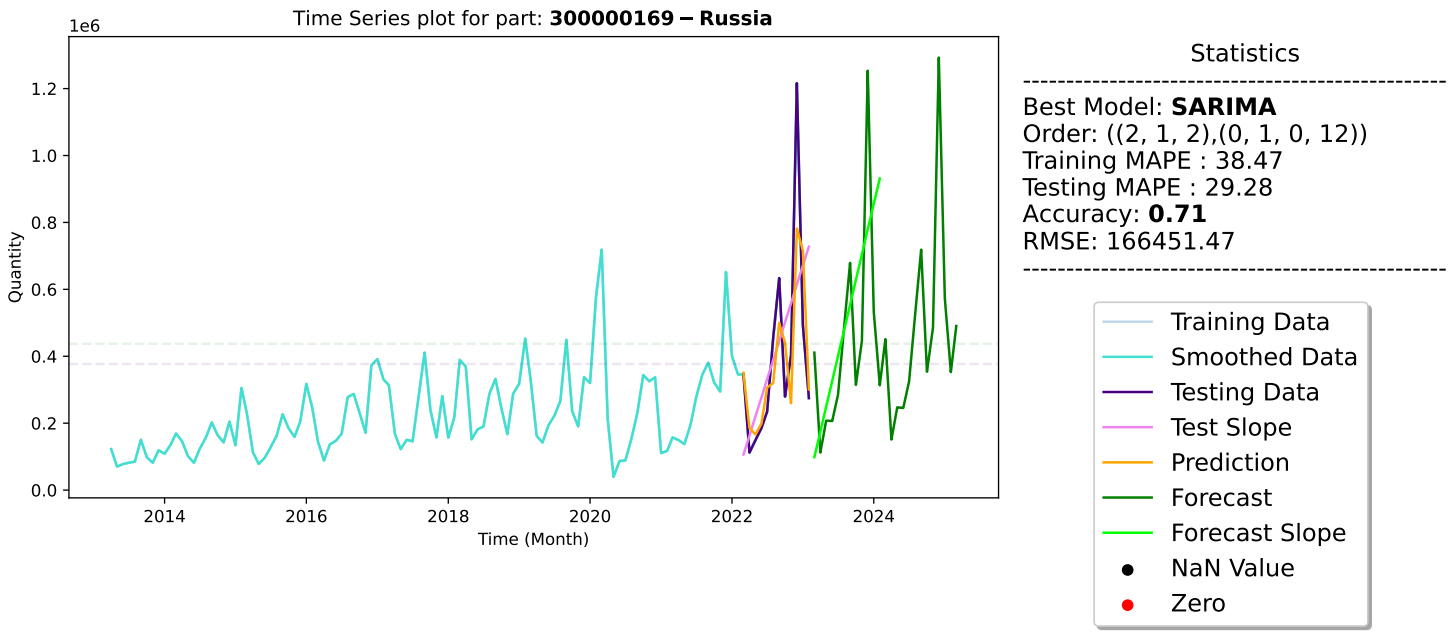 Time Series plot for part: 300000169 − Russia
1e6
1.2
1.0
0.8
0.6
0.4
0.2
0.0
Quantity
2014 2016 2018 2020 2022 2024
Time (Month)
Statistics
Best Model: SARIMA
Order: ((2, 1, 2),(0, 1, 0, 12))
Training MAPE : 38.47
Testing MAPE : 29.28
Accuracy: 0.71
RMSE: 166451.47
Training Data
Smoothed Data
Testing Data
Test Slope
Prediction
Forecast
Forecast Slope
NaN Value
Zero